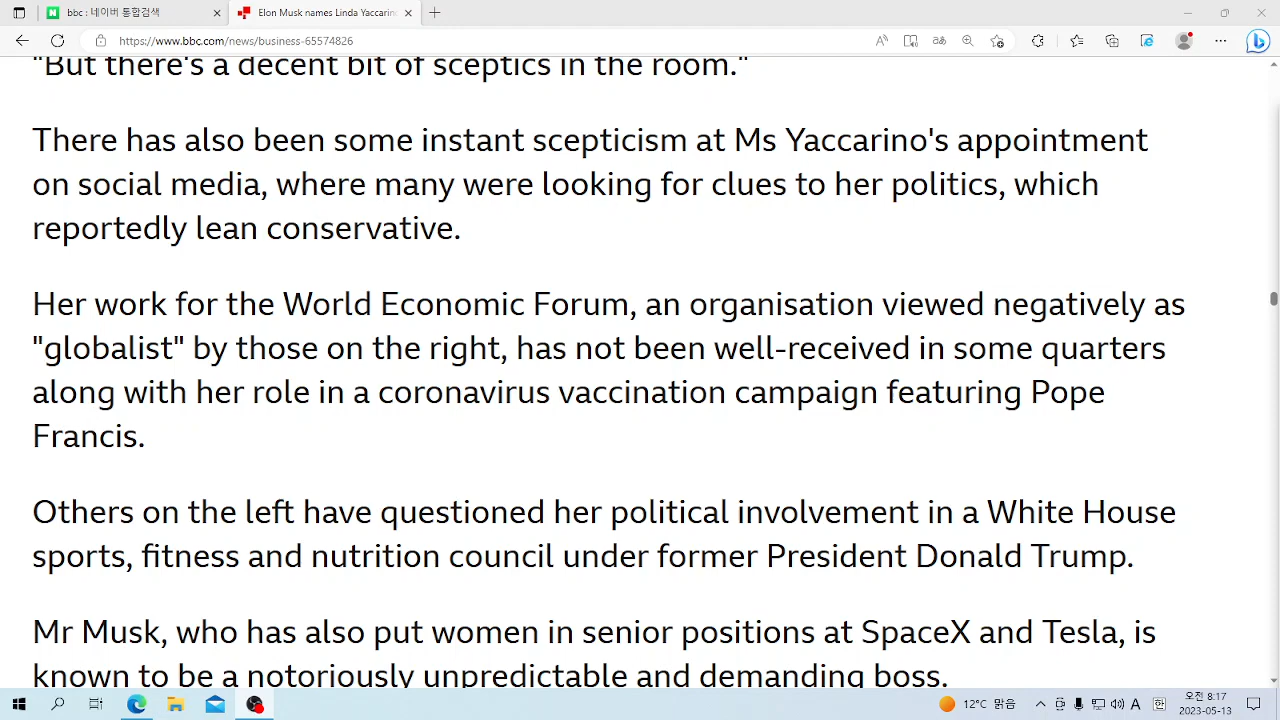 bbc : 네이버 통합검색
Elon Musk names Linda Yaccarino
https://www.bbc.com/news/business-65574826
"But there's a decent bit of sceptics in the room."
There has also been some instant scepticism at Ms Yaccarino's appointment
on social media, where many were looking for clues to her politics, which
reportedly lean conservative.
Her work for the World Economic Forum, an organisation viewed negatively as
"globalist" by those on the right, has not been well-received in some quarters
along with her role in a coronavirus vaccination campaign featuring Pope
Francis.
Others on the left have questioned her political involvement in a White House
sports, fitness and nutrition council under former President Donald Trump.
Mr Musk, who has also put women in senior positions at SpaceX and Tesla, is
known to be a notoriously unpredictable and demanding boss.
12°C 맑음
A
오전 8:17
2023-05-13